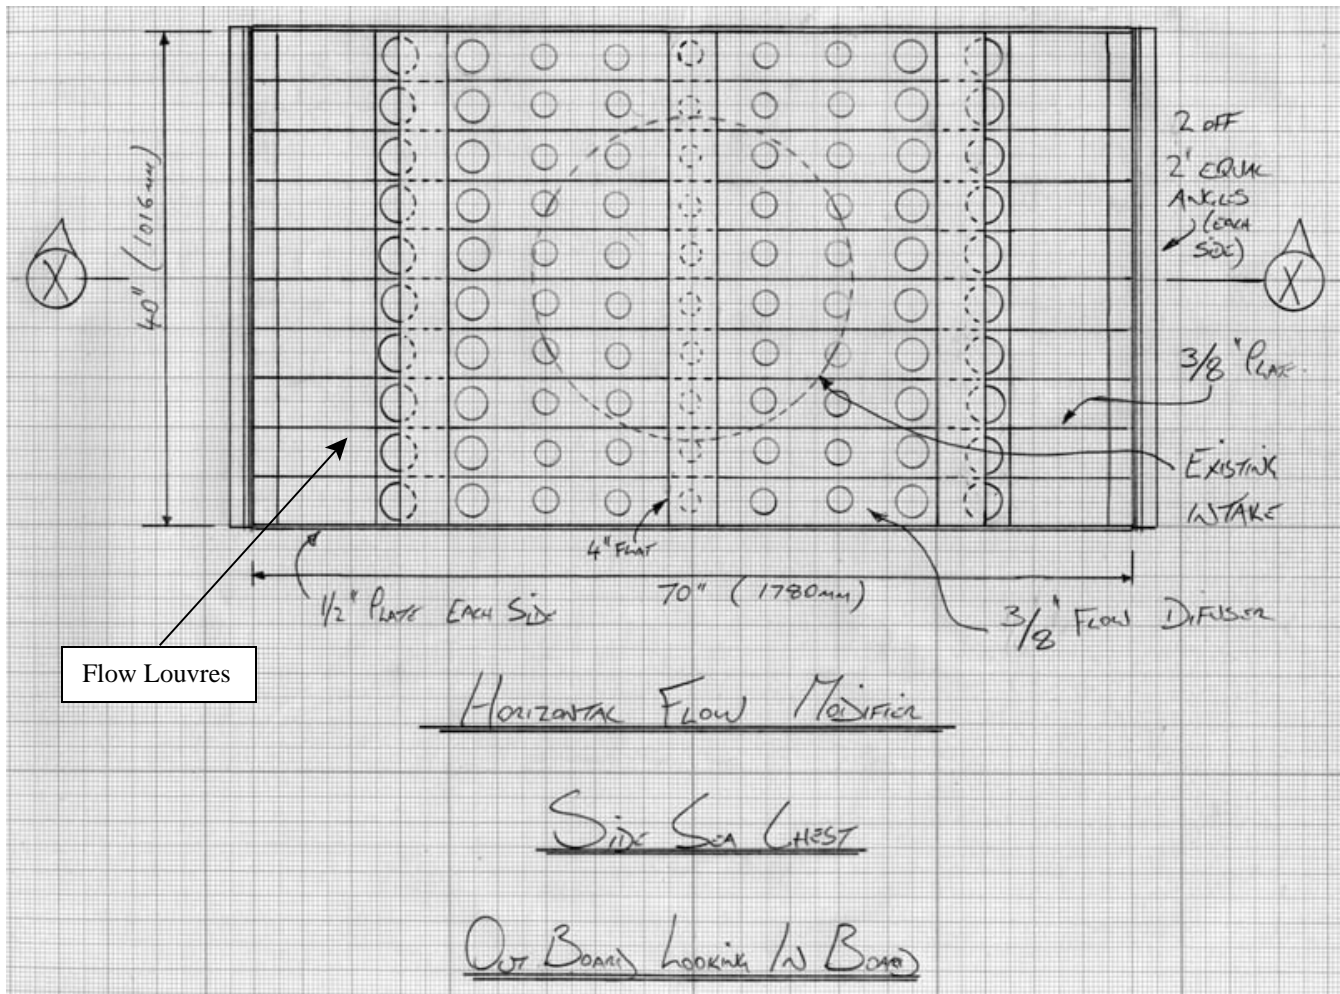 40" (1016mm)
X
2 OFF
2" EQUAL
ANGLES
(EACH
SIDE)
X
3/8" PLATE.
EXISTING
INTAKE
4" FLAT
70" (1780mm)
1/2" PLATE EACH SIDE
3/8" FLOW DIFUSER
Flow Louvres
HORIZONTAL FLOW MODIFIER
SIDE SEA CHEST
OUT BOARD LOOKING IN BOARD